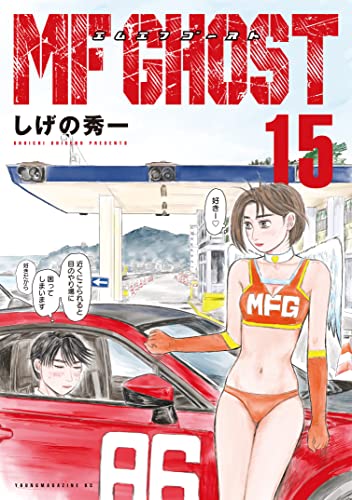 MF GHOST
エムエフゴースト
しげの秀一
SHUICHI SHIGENO PRESENTS
15
好きー♡
近くにこられると
目のやり場に
困って
しまいます
好きだから
MFG
86
YOUNGMAGAZINE KC